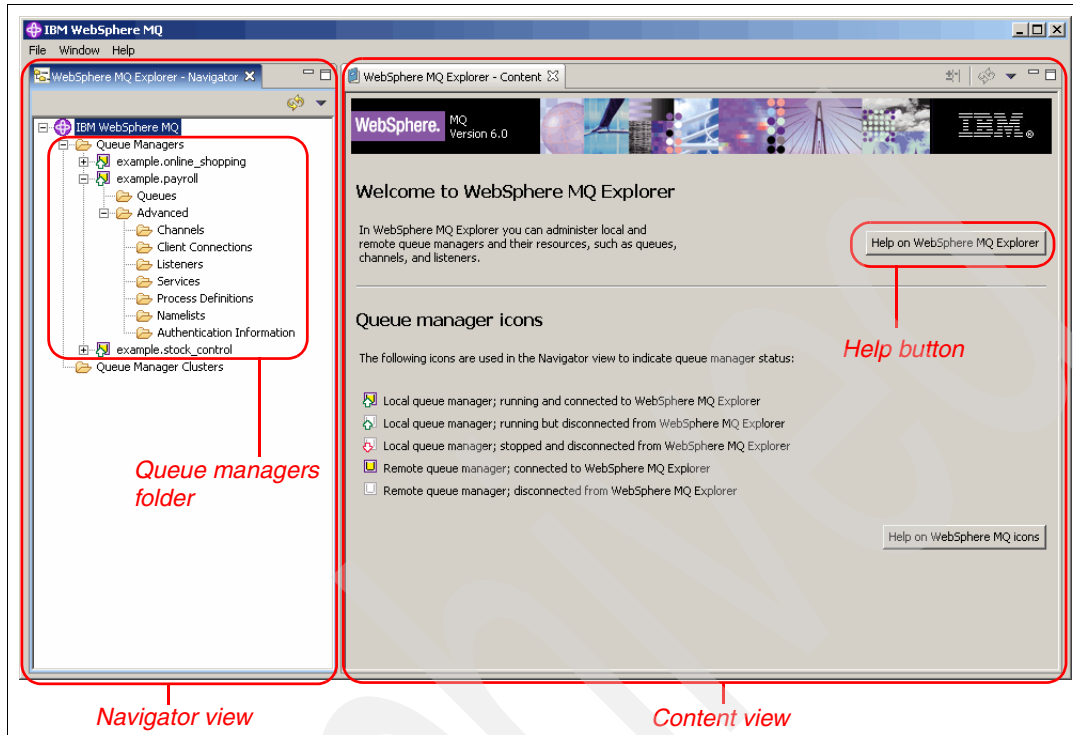 IBM WebSphere MQ
File Window Help
WebSphere MQ Explorer - Navigator
IBM WebSphere MQ
Queue Managers
example.online_shopping
example.payroll
Queues
Advanced
Channels
Client Connections
Listeners
Services
Process Definitions
Namelists
Authentication Information
example.stock_control
Queue Manager Clusters
Queue managers
folder
Navigator view
WebSphere MQ Explorer - Content
WebSphere. MQ
Version 6.0
IBM®
Welcome to WebSphere MQ Explorer
In WebSphere MQ Explorer you can administer local and
remote queue managers and their resources, such as queues,
channels, and listeners.
Help on WebSphere MQ Explorer
Help button
Queue manager icons
The following icons are used in the Navigator view to indicate queue manager status:
Local queue manager; running and connected to WebSphere MQ Explorer
Local queue manager; running but disconnected from WebSphere MQ Explorer
Local queue manager; stopped and disconnected from WebSphere MQ Explorer
Remote queue manager; connected to WebSphere MQ Explorer
Remote queue manager; disconnected from WebSphere MQ Explorer
Help on WebSphere MQ icons
Content view